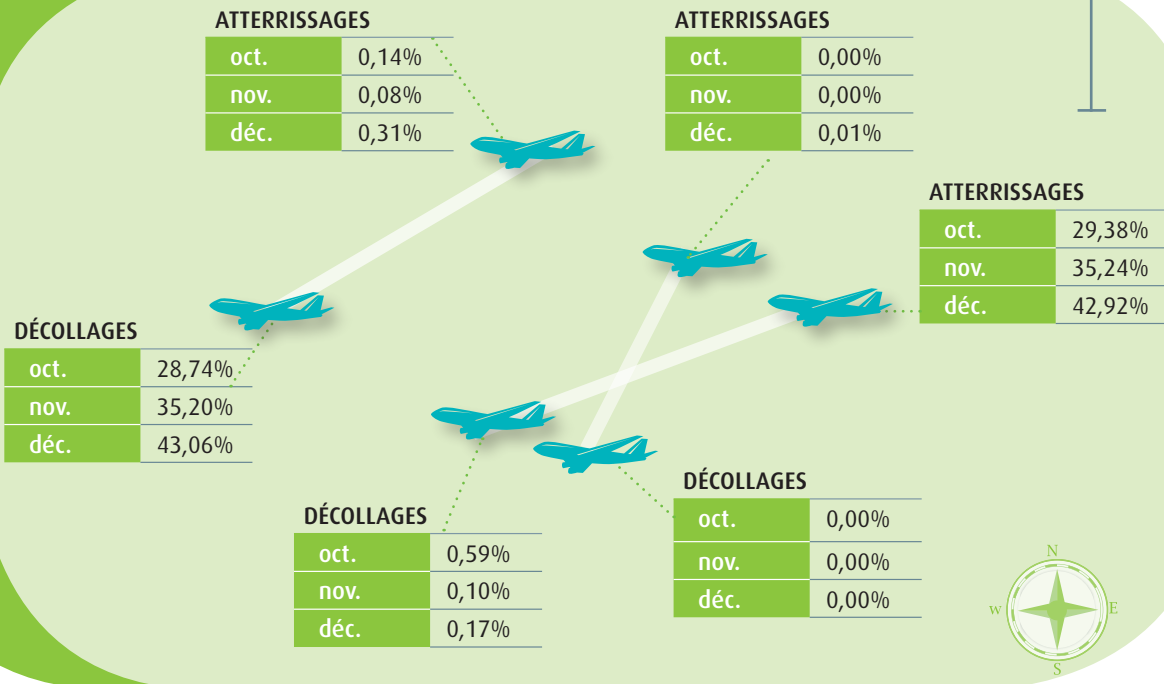 ATTERRISSAGES
oct. 0,14%
nov. 0,08%
déc. 0,31%
ATTERRISSAGES
oct. 0,00%
nov. 0,00%
déc. 0,01%
ATTERRISSAGES
oct. 29,38%
nov. 35,24%
déc. 42,92%
DÉCOLLAGES
oct. 28,74%
nov. 35,20%
déc. 43,06%
DÉCOLLAGES
oct. 0,59%
nov. 0,10%
déc. 0,17%
DÉCOLLAGES
oct. 0,00%
nov. 0,00%
déc. 0,00%
N
W E
S